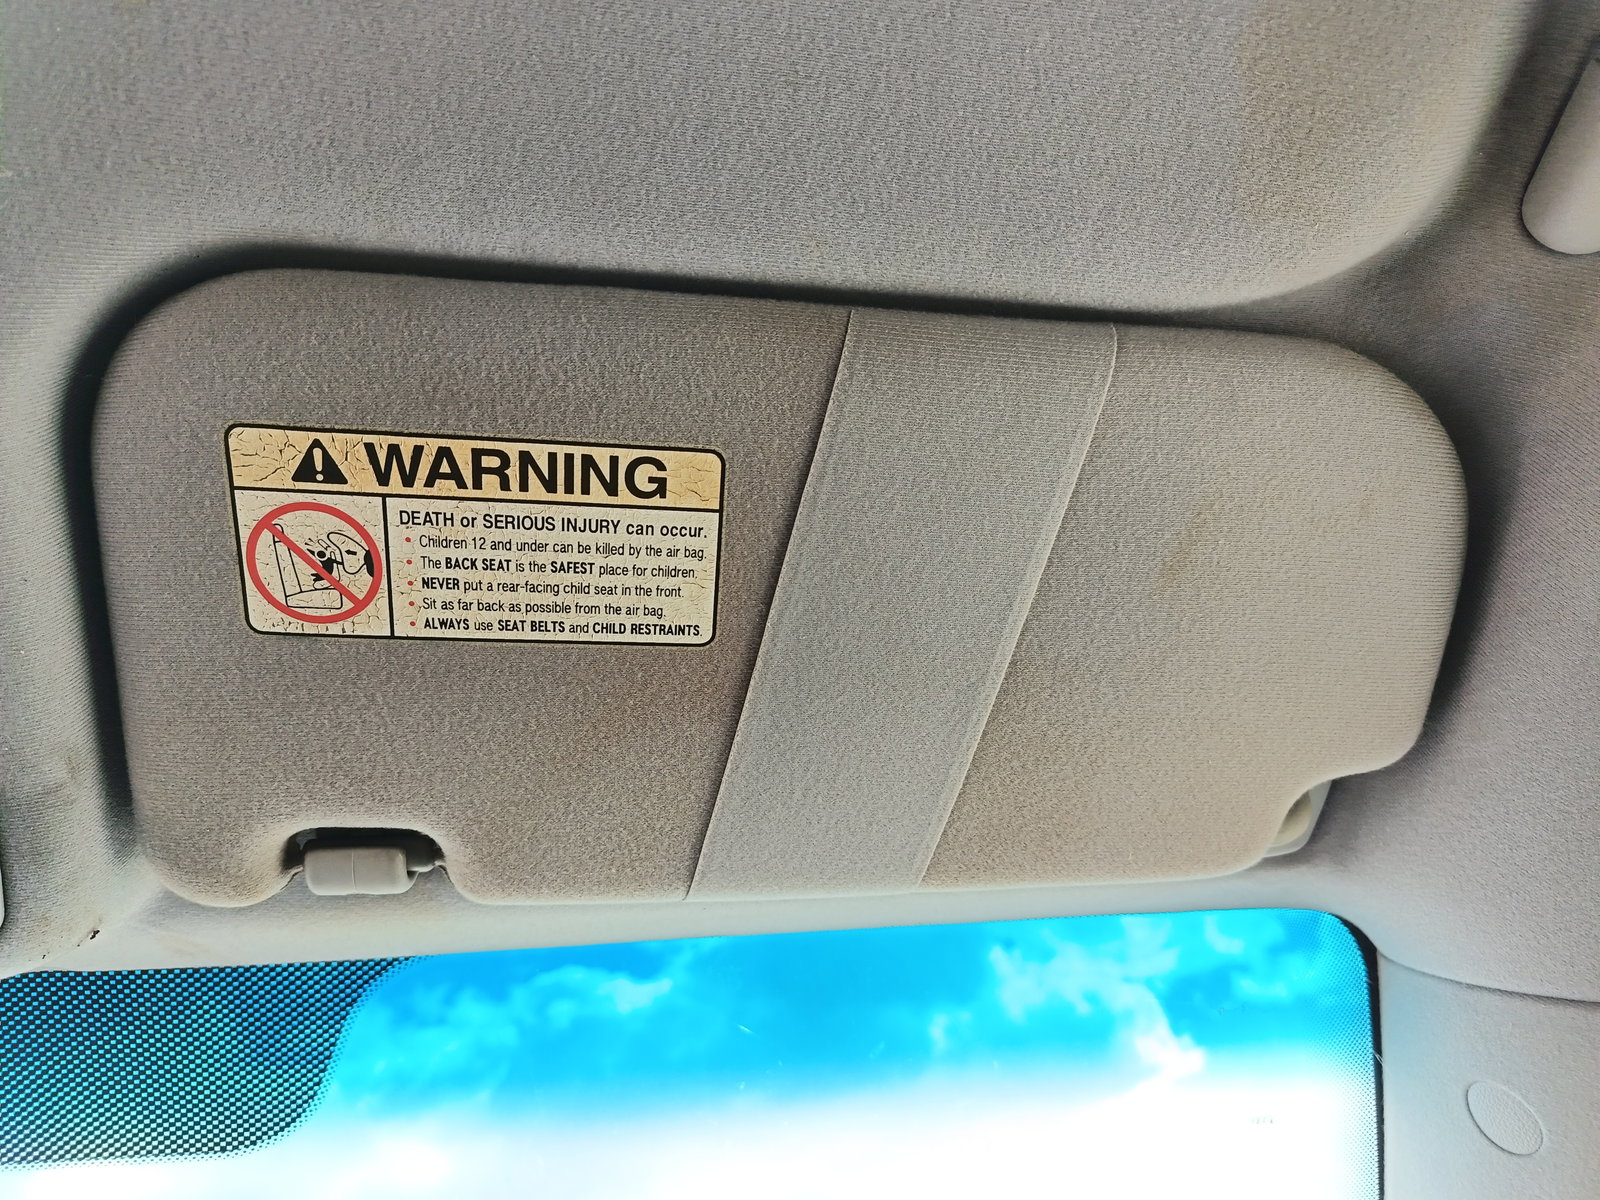 WARNING
DEATH or SERIOUS INJURY can occur.
• Children 12 and under can be killed by the air bag.
• The BACK SEAT is the SAFEST place for children.
• NEVER put a rear-facing child seat in the front.
• Sit as far back as possible from the air bag.
• ALWAYS use SEAT BELTS and CHILD RESTRAINTS.